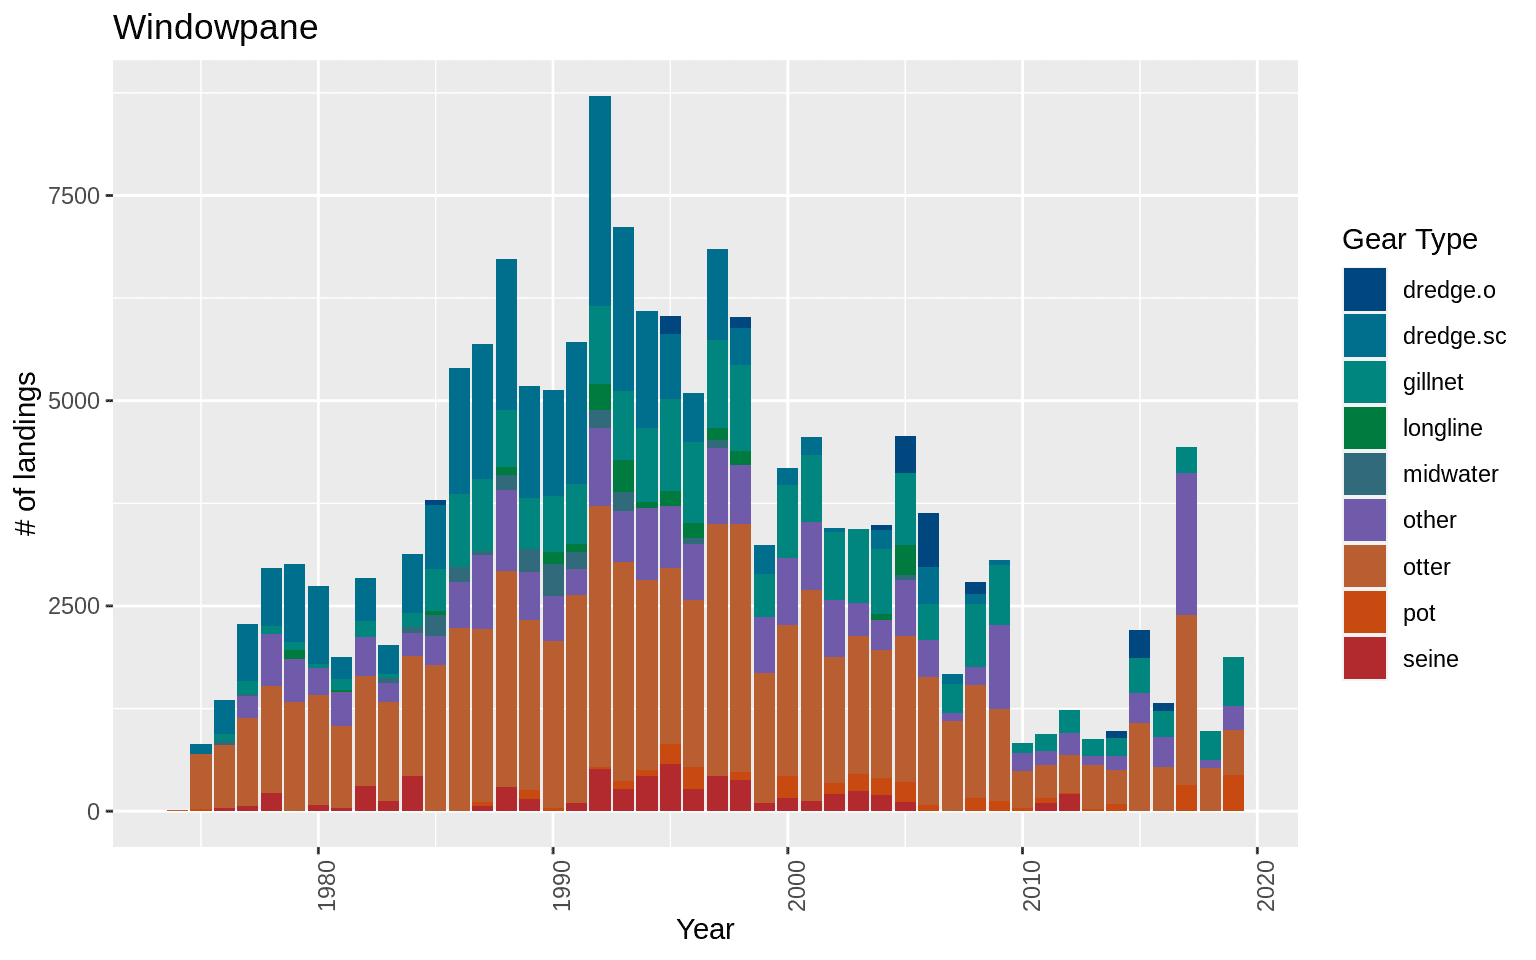 Windowpane
# of landings
7500
5000
2500
0
1980
1990
2000
2010
2020
Year
Gear Type
dredge.o
dredge.sc
gillnet
longline
midwater
other
otter
pot
seine